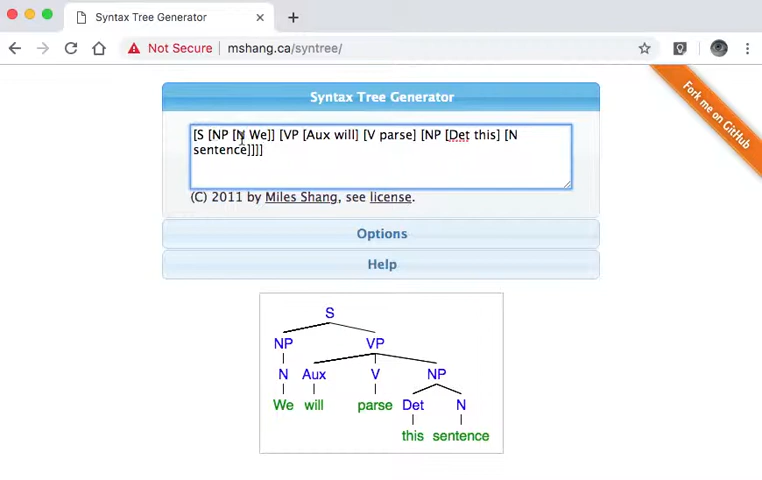 Syntax Tree Generator
Not Secure mshang.ca/syntree/
Fork me on GitHub
Syntax Tree Generator
[S [NP [N We]] [VP [Aux will] [V parse] [NP [Det this] [N
sentence]]]]
(C) 2011 by Miles Shang, see license.
Options
Help
S
NP VP
N Aux V NP
We will parse Det N
this sentence